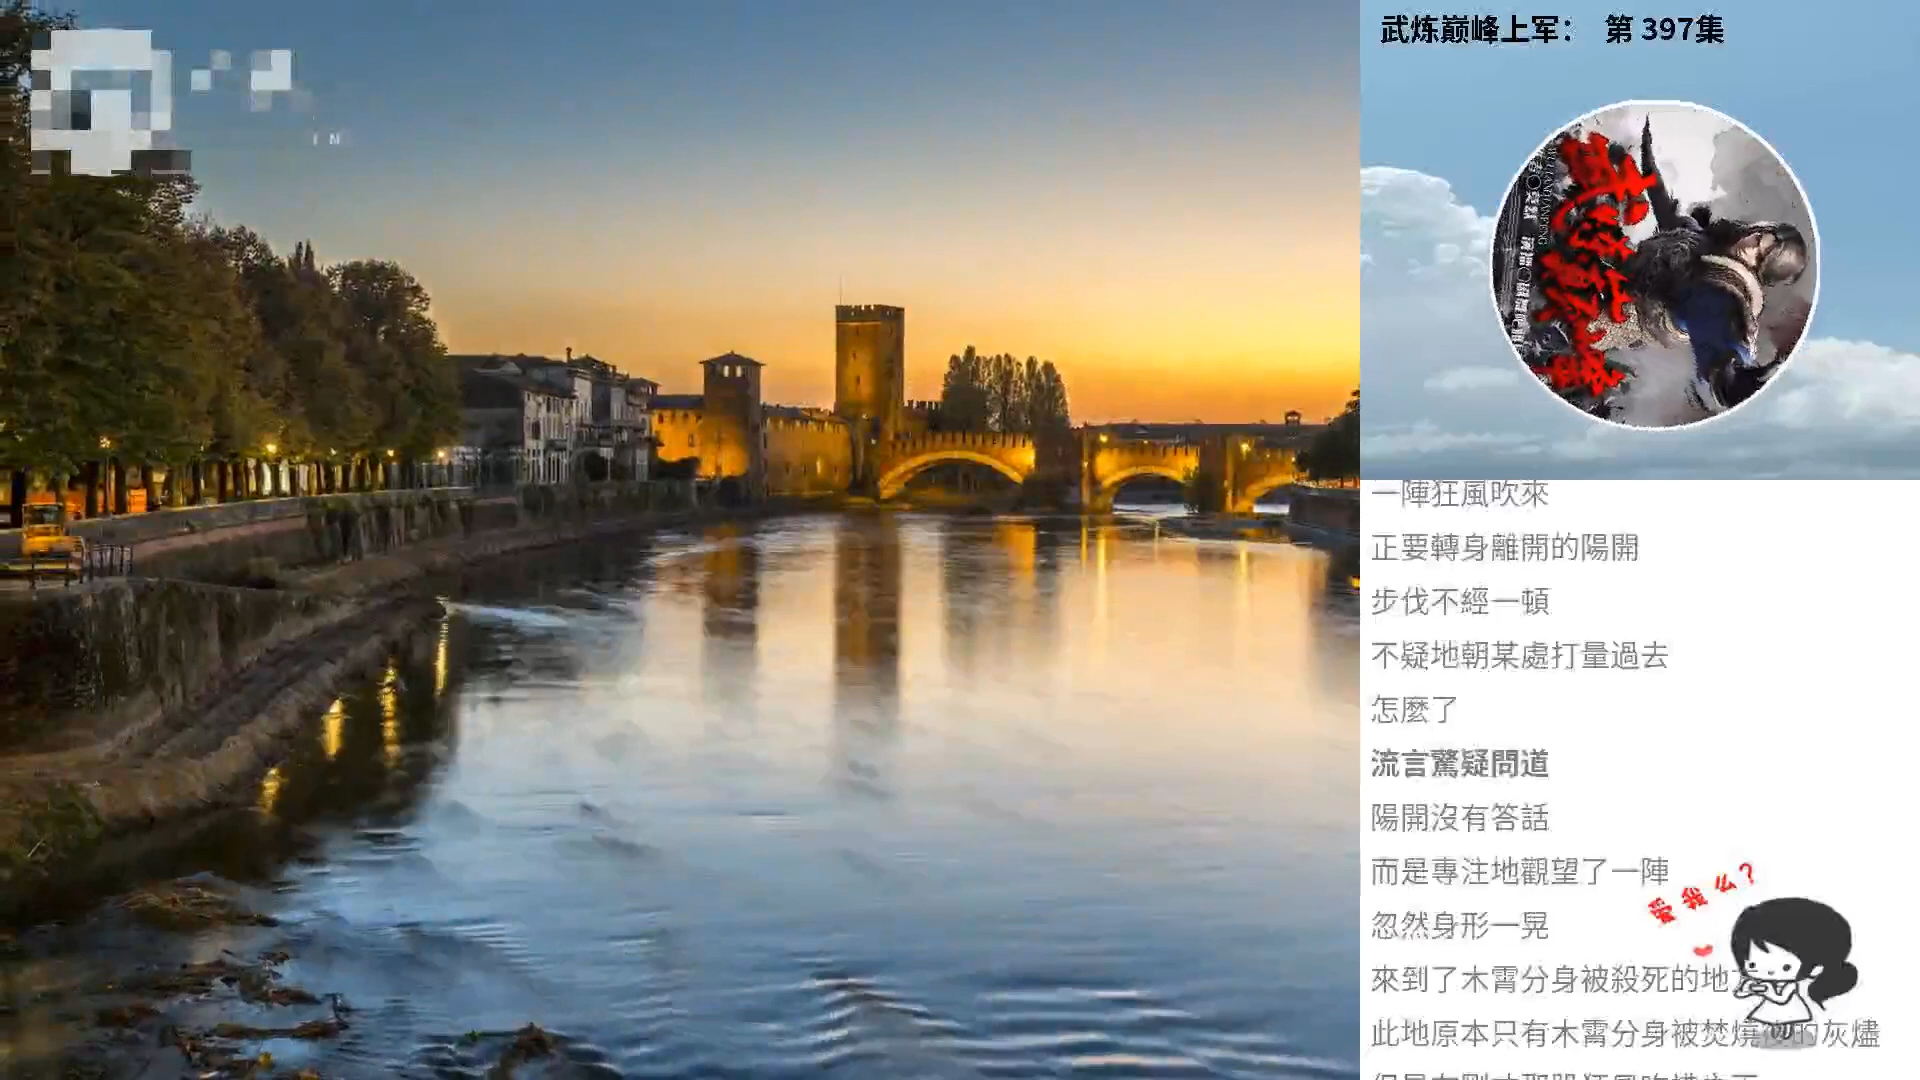 武炼巅峰上军： 第 397集
I N
武炼巅峰
一陣狂風吹來
正要轉身離開的陽開
步伐不經一頓
不疑地朝某處打量過去
怎麼了
流言驚疑問道
陽開沒有答話
而是專注地觀望了一陣
爱我么?
忽然身形一晃
來到了木霄分身被殺死的地
此地原本只有木霄分身被焚燒 的灰燼